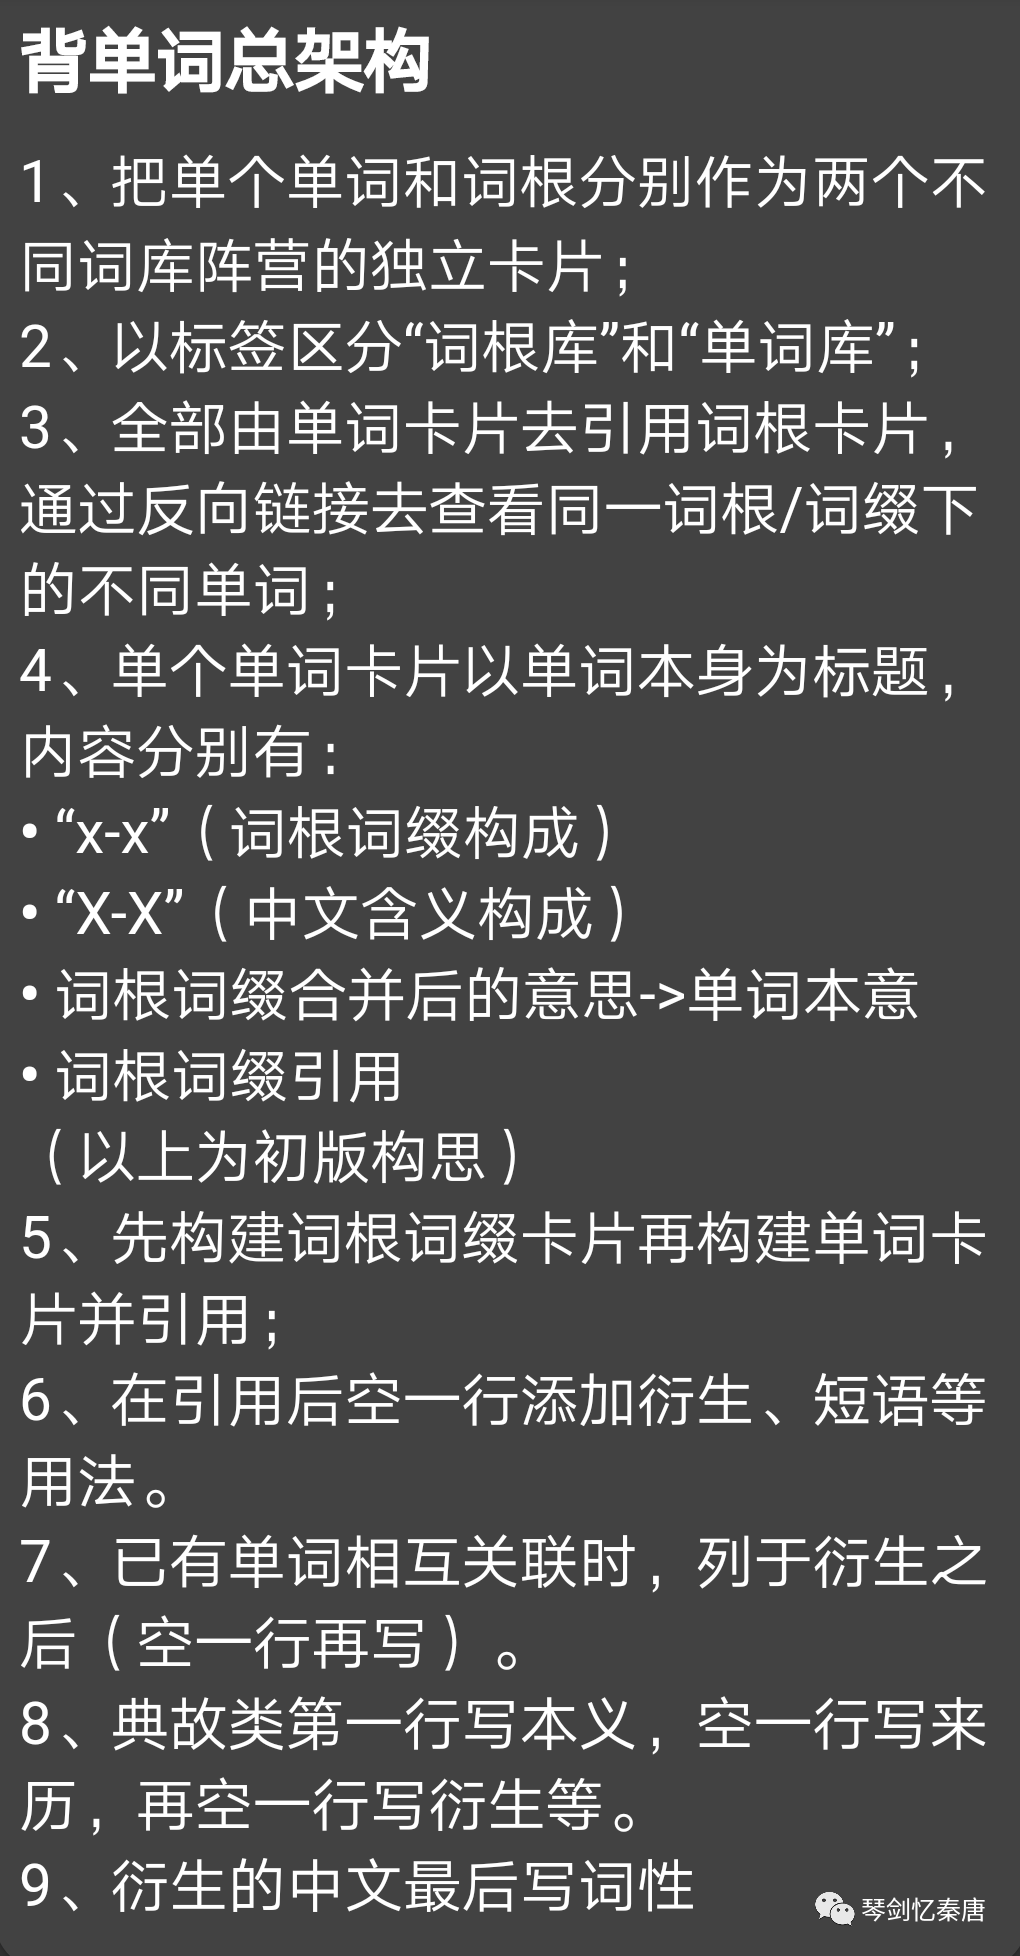 背单词总架构
1、把单个单词和词根分别作为两个不
同词库阵营的独立卡片；
2、以标签区分“词根库”和“单词库”；
3、全部由单词卡片去引用词根卡片，
通过反向链接去查看同一词根/词缀下
的不同单词；
4、单个单词卡片以单词本身为标题，
内容分别有：
• “x-x”（词根词缀构成）
• “X-X”（中文含义构成）
• 词根词缀合并后的意思->单词本意
• 词根词缀引用
（以上为初版构思）
5、先构建词根词缀卡片再构建单词卡
片并引用；
6、在引用后空一行添加衍生、短语等
用法。
7、已有单词相互关联时，列于衍生之
后（空一行再写）。
8、典故类第一行写本义，空一行写来
历，再空一行写衍生等。
9、衍生的中文最后写词性
琴剑忆秦唐